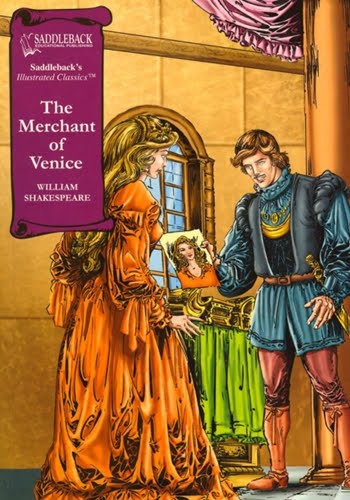 SADDLEBACK
EDUCATIONAL PUBLISHING
Saddleback's
Illustrated Classics™
The
Merchant of
Venice
WILLIAM
SHAKESPEARE